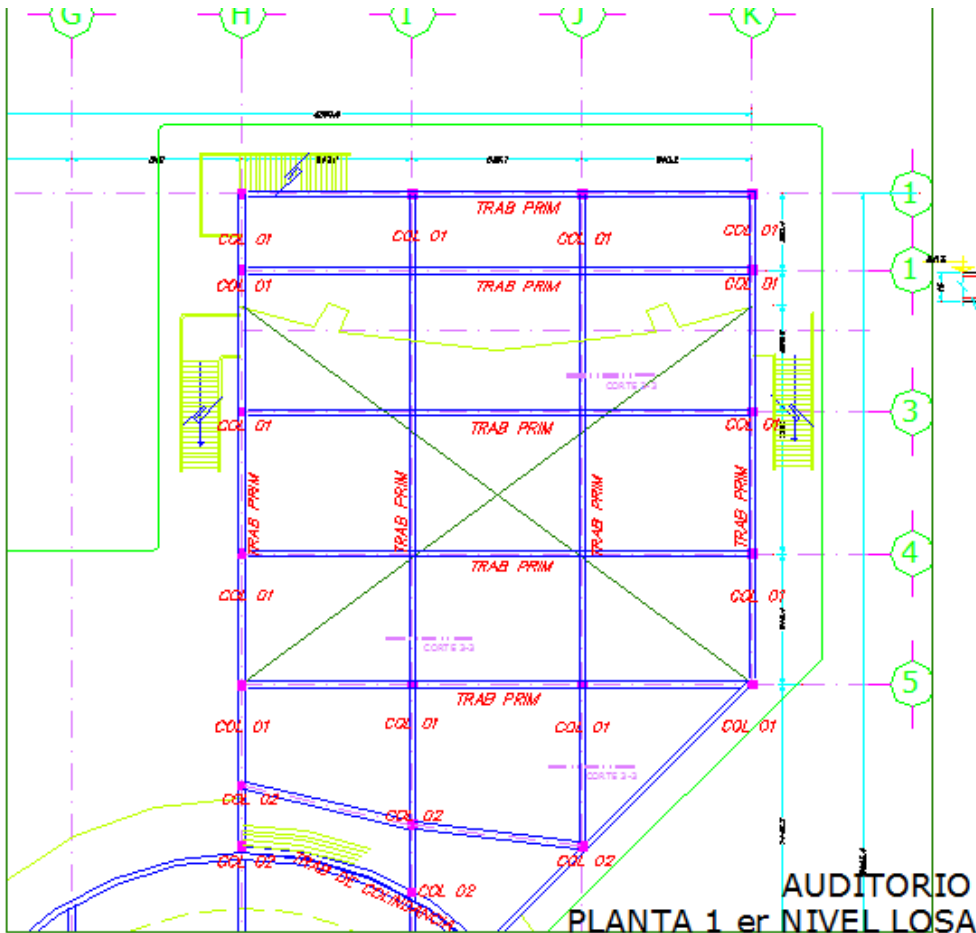 G H I J K
1
TRAB PRIM
COL 01 COL 01 COL 01 COL 01
1
COL 01 TRAB PRIM COL 01
CORTE 3-3
3
COL 01 TRAB PRIM COL 01
TRAB PRIM TRAB PRIM TRAB PRIM TRAB PRIM
4
TRAB PRIM
COL 01 COL 01
CORTE 3-3
5
TRAB PRIM
COL 01 COL 01 COL 01 COL 01
CORTE 3-3
COL 02
COL 02
COL 02 COL 02
TRAB DE COLINDANCIA
COL 02
AUDITORIO
PLANTA 1 er NIVEL LOSA